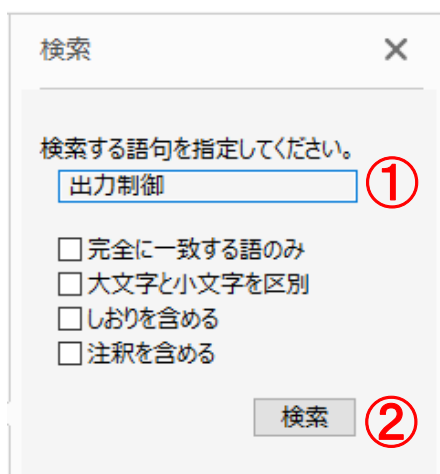 検索
検索する語句を指定してください。
出力制御 ①
完全に一致する語のみ
大文字と小文字を区別
しおりを含める
注釈を含める
検索 ②